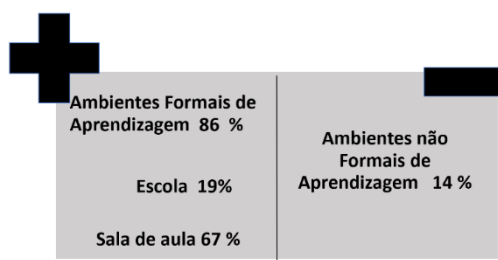 Ambientes Formais de
Aprendizagem 86 %
Escola 19%
Sala de aula 67 %
Ambientes não
Formais de
Aprendizagem 14 %